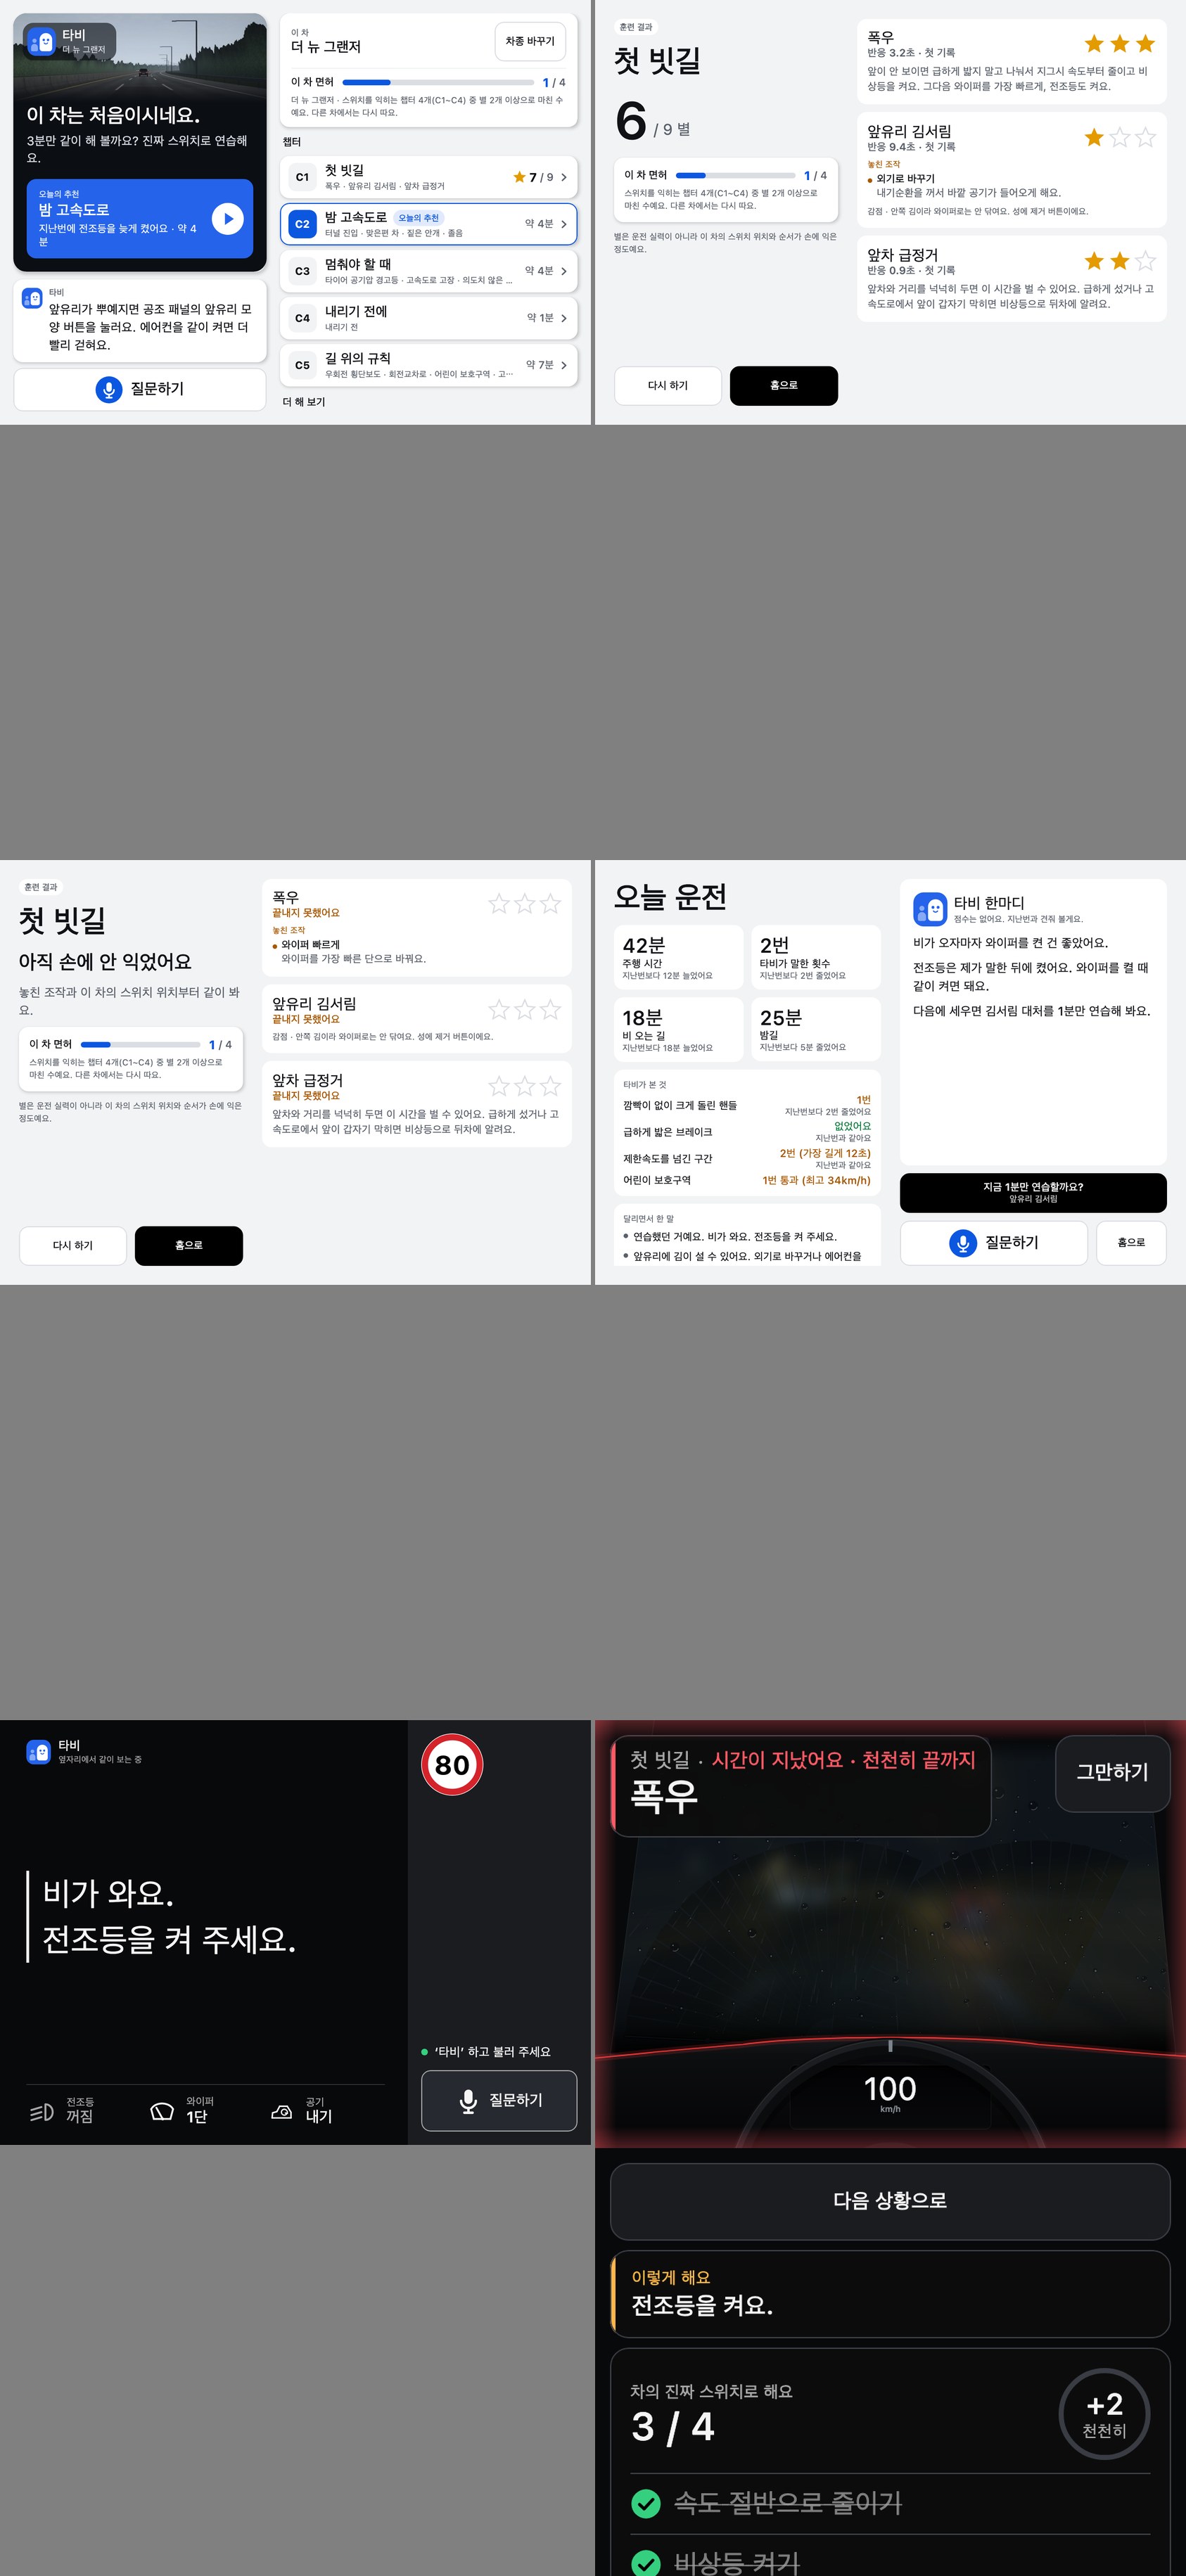 타비
더 뉴 그랜저
이 차는 처음이시네요.
3분만 같이 해 볼까요? 진짜 스위치로 연습해
요.
오늘의 추천
밤 고속도로
지난번에 전조등을 늦게 켰어요 · 약 4
분
타비
앞유리가 뿌예지면 공조 패널의 앞유리 모
양 버튼을 눌러요. 에어컨을 같이 켜면 더
빨리 걷혀요.
질문하기
이 차
더 뉴 그랜저
차종 바꾸기
이 차 면허
1 / 4
더 뉴 그랜저 · 스위치를 익히는 챕터 4개(C1~C4) 중 별 2개 이상으로 마친 수
예요. 다른 차에서는 다시 따요.
챕터
C1
첫 빗길
폭우 · 앞유리 김서림 · 앞차 급정거
7 / 9
C2
밤 고속도로
오늘의 추천
터널 진입 · 맞은편 차 · 짙은 안개 · 졸음
약 4분
C3
멈춰야 할 때
타이어 공기압 경고등 · 고속도로 고장 · 의도치 않은 ...
약 4분
C4
내리기 전에
내리기 전
약 1분
C5
길 위의 규칙
우회전 횡단보도 · 회전교차로 · 어린이 보호구역 · 고...
약 7분
더 해 보기
훈련 결과
첫 빗길
6 / 9 별
이 차 면허
1 / 4
스위치를 익히는 챕터 4개(C1~C4) 중 별 2개 이상으로
마친 수예요. 다른 차에서는 다시 따요.
별은 운전 실력이 아니라 이 차의 스위치 위치와 순서가 손에 익은
정도예요.
다시 하기
홈으로
폭우
반응 3.2초 · 첫 기록
앞이 안 보이면 급하게 밟지 말고 나눠서 지그시 속도부터 줄이고 비
상등을 켜요. 그다음 와이퍼를 가장 빠르게, 전조등도 켜요.
앞유리 김서림
반응 9.4초 · 첫 기록
놓친 조작
외기로 바꾸기
내기순환을 꺼서 바깥 공기가 들어오게 해요.
감점 · 안쪽 김이라 와이퍼로는 안 닦여요. 성에 제거 버튼이에요.
앞차 급정거
반응 0.9초 · 첫 기록
앞차와 거리를 넉넉히 두면 이 시간을 벌 수 있어요. 급하게 섰거나 고
속도로에서 앞이 갑자기 막히면 비상등으로 뒤차에 알려요.
훈련 결과
첫 빗길
아직 손에 안 익었어요
놓친 조작과 이 차의 스위치 위치부터 같이 봐
요.
이 차 면허
1 / 4
스위치를 익히는 챕터 4개(C1~C4) 중 별 2개 이상으로
마친 수예요. 다른 차에서는 다시 따요.
별은 운전 실력이 아니라 이 차의 스위치 위치와 순서가 손에 익은
정도예요.
다시 하기
홈으로
폭우
끝내지 못했어요
놓친 조작
와이퍼 빠르게
와이퍼를 가장 빠른 단으로 바꿔요.
앞유리 김서림
끝내지 못했어요
감점 · 안쪽 김이라 와이퍼로는 안 닦여요. 성에 제거 버튼이에요.
앞차 급정거
끝내지 못했어요
앞차와 거리를 넉넉히 두면 이 시간을 벌 수 있어요. 급하게 섰거나 고
속도로에서 앞이 갑자기 막히면 비상등으로 뒤차에 알려요.
오늘 운전
42분
주행 시간
지난번보다 12분 늘었어요
2번
타비가 말한 횟수
지난번보다 2번 줄었어요
18분
비 오는 길
지난번보다 18분 늘었어요
25분
밤길
지난번보다 5분 줄었어요
타비가 본 것
깜빡이 없이 크게 돌린 핸들
1번
지난번보다 2번 줄었어요
급하게 밟은 브레이크
없었어요
지난번과 같아요
제한속도를 넘긴 구간
2번 (가장 길게 12초)
지난번과 같아요
어린이 보호구역
1번 통과 (최고 34km/h)
달리면서 한 말
연습했던 거예요. 비가 와요. 전조등을 켜 주세요.
앞유리에 김이 설 수 있어요. 외기로 바꾸거나 에어컨을
타비 한마디
점수는 없어요. 지난번과 견줘 볼게요.
비가 오자마자 와이퍼를 켠 건 좋았어요.
전조등은 제가 말한 뒤에 켰어요. 와이퍼를 켤 때
같이 켜면 돼요.
다음에 세우면 김서림 대처를 1분만 연습해 봐요.
지금 1분만 연습할까요?
앞유리 김서림
질문하기
홈으로
타비
옆자리에서 같이 보는 중
비가 와요.
전조등을 켜 주세요.
전조등
꺼짐
와이퍼
1단
공기
내기
80
‘타비’ 하고 불러 주세요
질문하기
첫 빗길 · 시간이 지났어요 · 천천히 끝까지
폭우
그만하기
100
km/h
다음 상황으로
이렇게 해요
전조등을 켜요.
차의 진짜 스위치로 해요
3 / 4
+2
천천히
속도 절반으로 줄이기
비상등 켜기